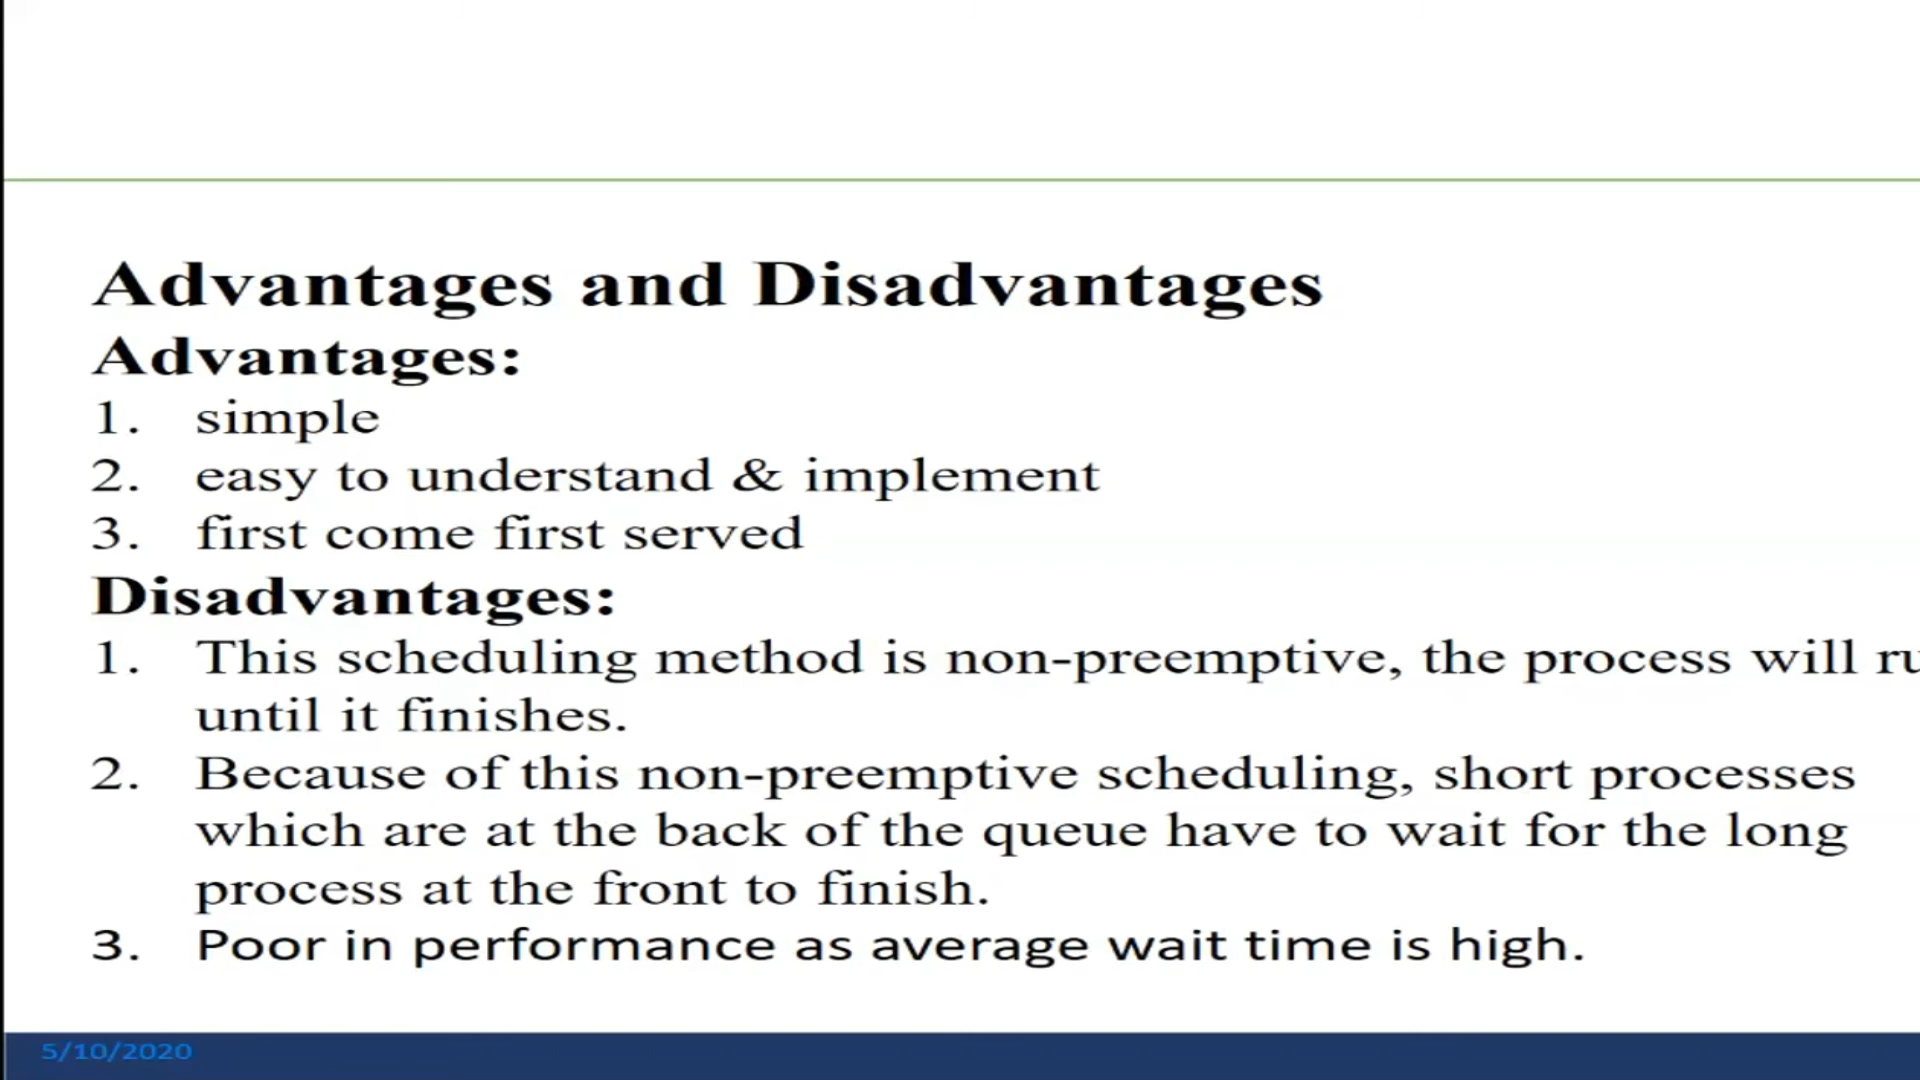 Advantages and Disadvantages
Advantages:
1. simple
2. easy to understand & implement
3. first come first served
Disadvantages:
1. This scheduling method is non-preemptive, the process will ru
until it finishes.
2. Because of this non-preemptive scheduling, short processes
which are at the back of the queue have to wait for the long
process at the front to finish.
3. Poor in performance as average wait time is high.
5/10/2020